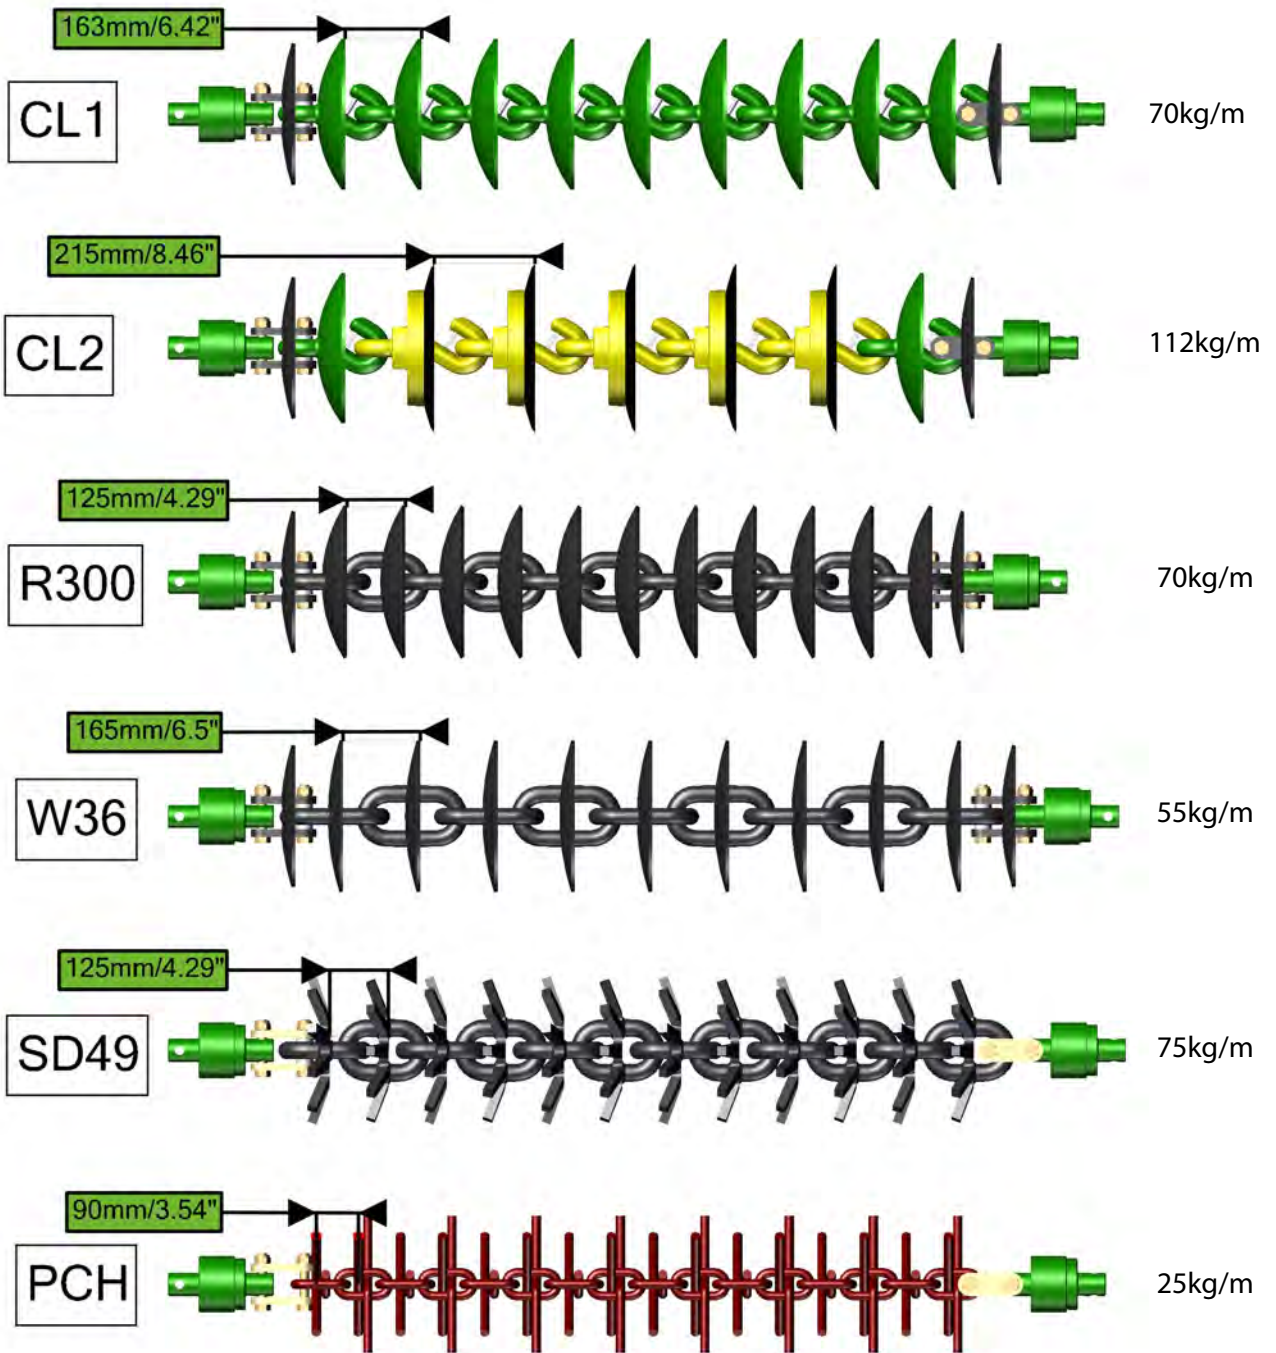 163mm/6.42"
CL1
70kg/m
215mm/8.46"
CL2
112kg/m
125mm/4.29"
R300
70kg/m
165mm/6.5"
W36
55kg/m
125mm/4.29"
SD49
75kg/m
90mm/3.54"
PCH
25kg/m